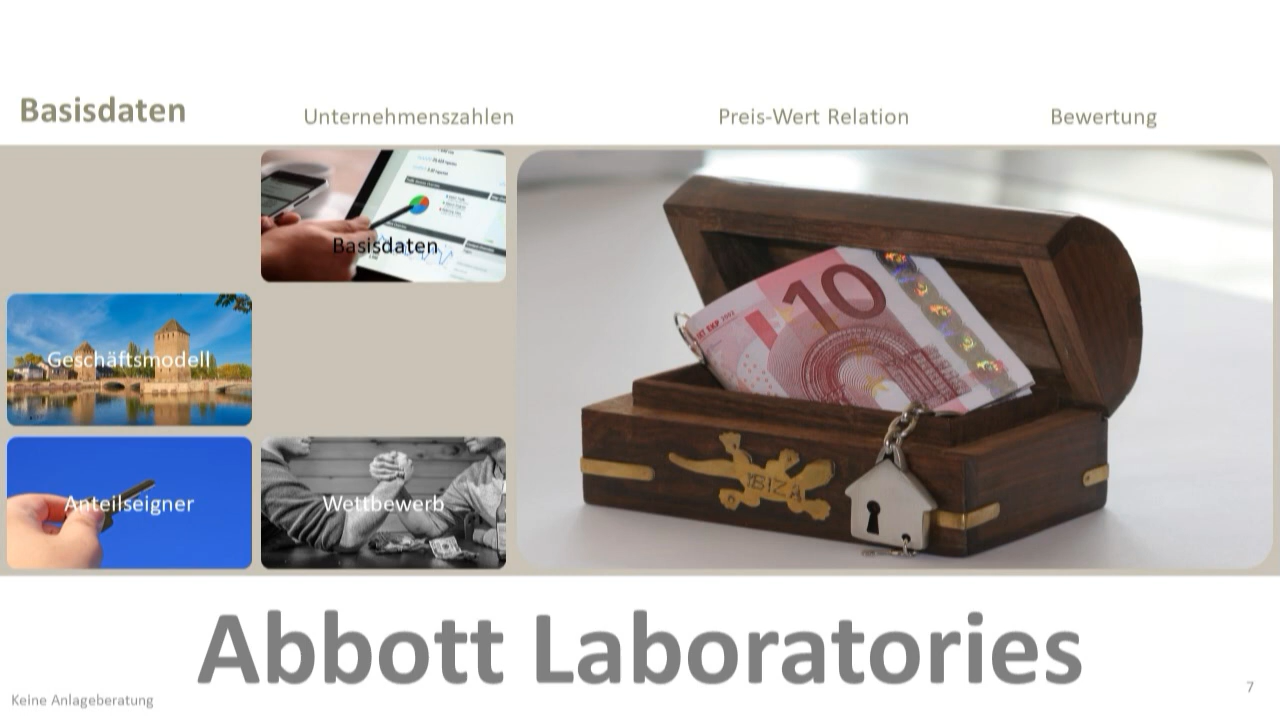 Basisdaten
Unternehmenszahlen
Preis-Wert Relation
Bewertung
Basisdaten
Geschäftsmodell
Anteilseigner
Wettbewerb
10
IBIZA
Abbott Laboratories
Keine Anlageberatung
7